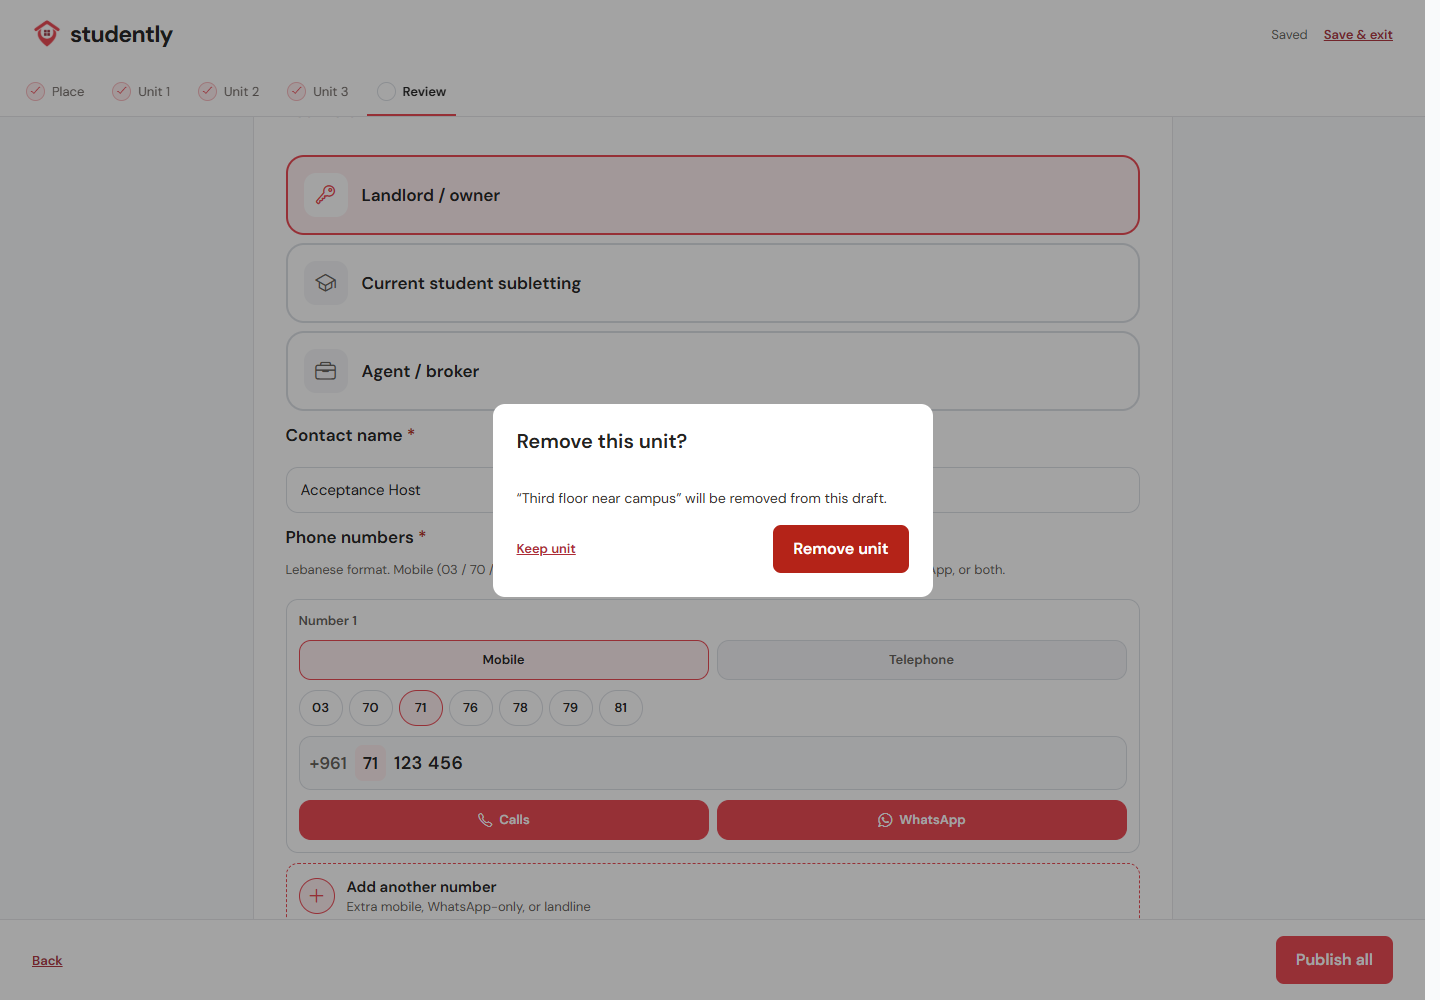 studently
Saved
Save & exit
Place
Unit 1
Unit 2
Unit 3
Review
Landlord / owner
Current student subletting
Agent / broker
Contact name *
Acceptance Host
Phone numbers *
Lebanese format. Mobile (03 / 70 /
App, or both.
Remove this unit?
“Third floor near campus” will be removed from this draft.
Keep unit
Remove unit
Number 1
Mobile
Telephone
03
70
71
76
78
79
81
+961 71 123 456
Calls
WhatsApp
Add another number
Extra mobile, WhatsApp-only, or landline
Back
Publish all